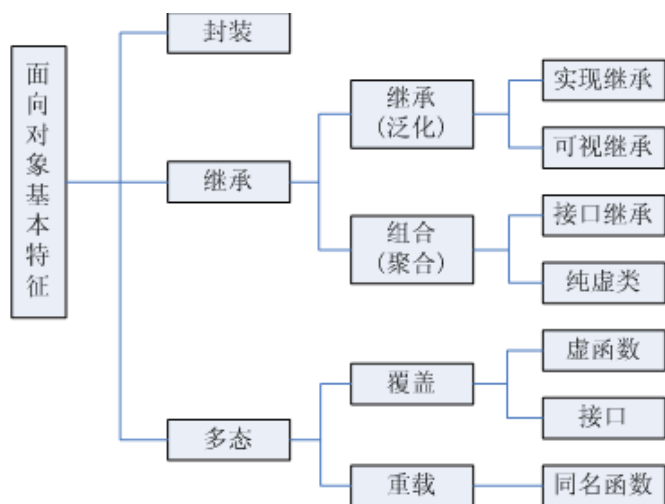 面向对象基本特征
封装
继承
继承
(泛化)
实现继承
可视继承
组合
(聚合)
接口继承
纯虚类
多态
覆盖
虚函数
接口
重载
同名函数